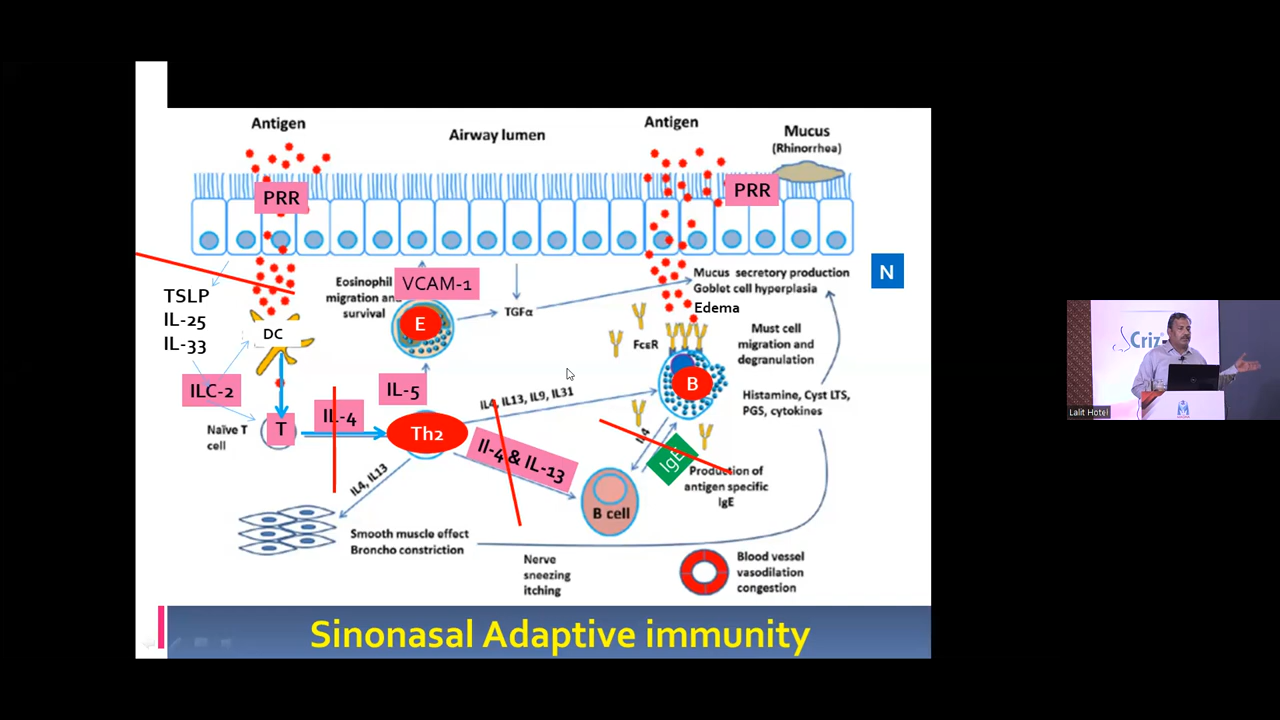 Antigen
Airway lumen
Antigen
Mucus
(Rhinorrhea)
PRR
PRR
TSLP
IL-25
IL-33
Eosinophil
migration and
survival
VCAM-1
TGFα
Mucus secretory production
Goblet cell hyperplasia
Edema
N
DC
E
FcεR
Must cell
migration and
degranulation
ILC-2
IL-5
B
IL4, IL13, IL9, IL31
Histamine, Cyst LTS,
PGS, cytokines
Naïve T
cell
T
IL-4
Th2
Il-4 & IL-13
IL4
IgE
Production of
antigen specific
IgE
IL4, IL13
B cell
Smooth muscle effect
Broncho constriction
Nerve
sneezing
itching
Blood vessel
vasodilation
congestion
Sinonasal Adaptive immunity
Criz
Lalit Hotel